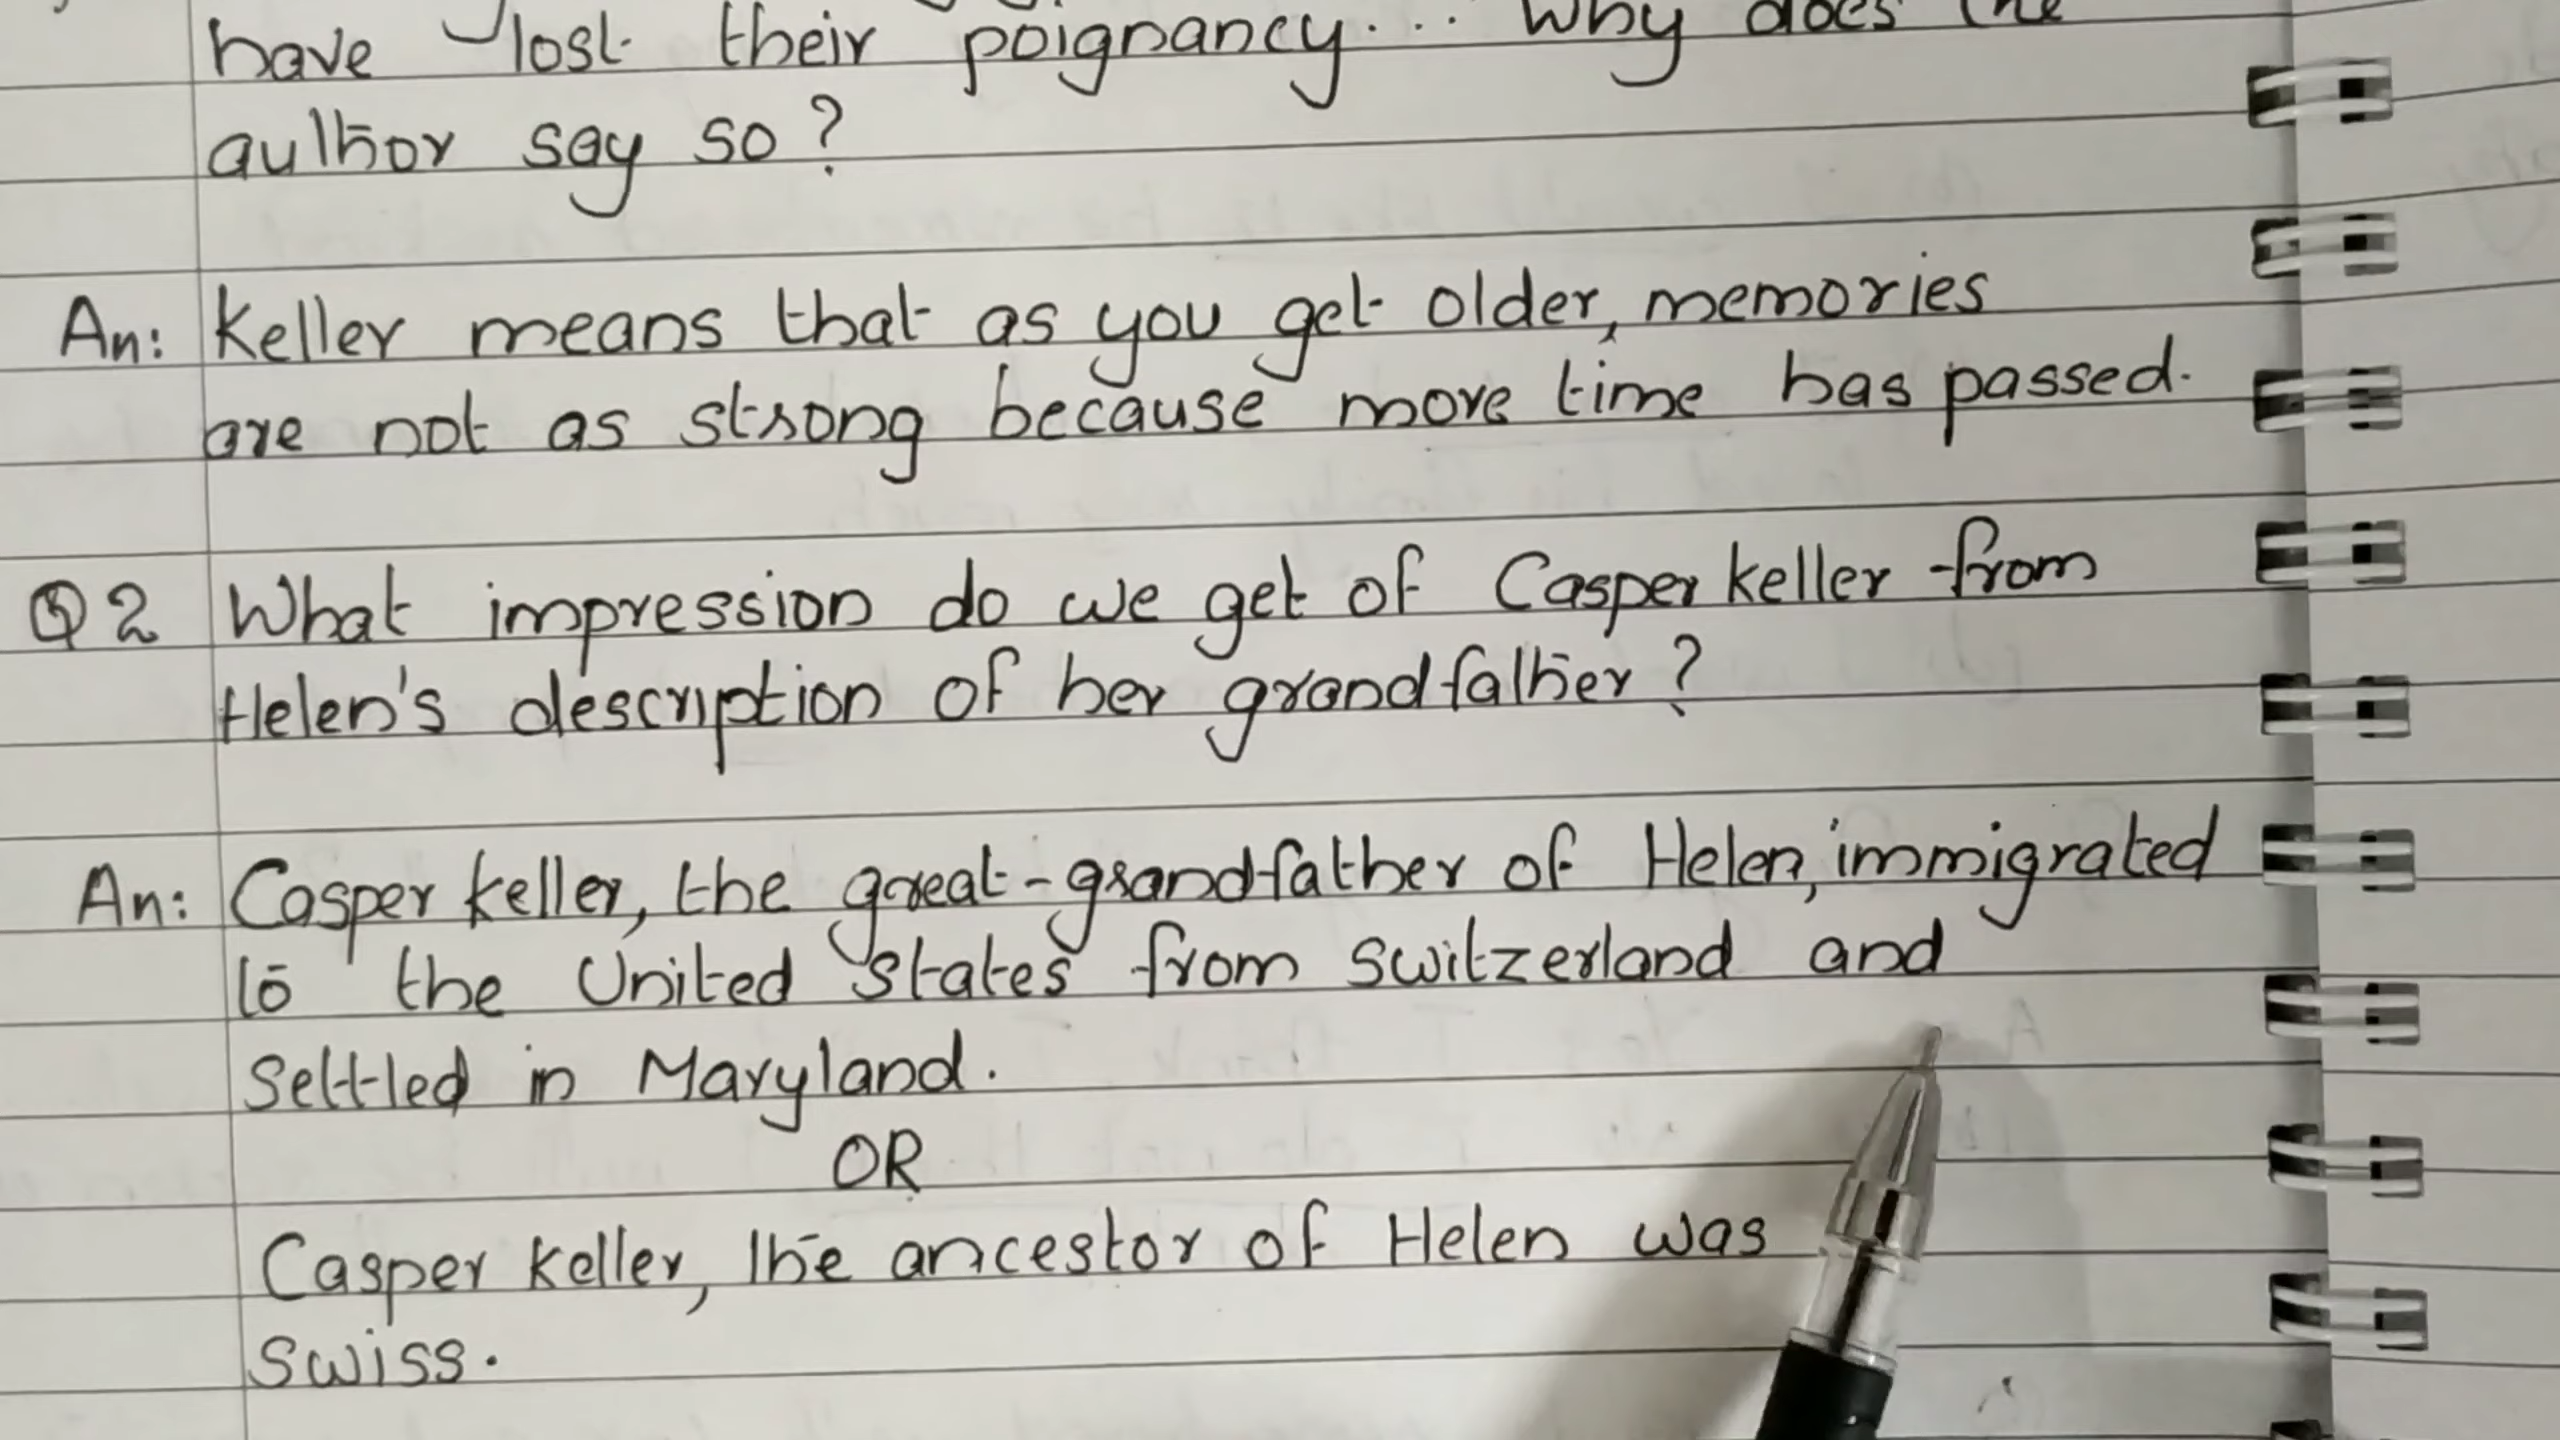 have lost their poignancy... Why does the
author say so?
An: Keller means that as you get older, memories
are not as strong because more time has passed.
Q2 What impression do we get of Casper Keller from
Helen's description of her grandfather?
An: Casper Keller, the great-grandfather of Helen, immigrated
to the United States from Switzerland and
Settled in Maryland.
OR
Casper Keller, the ancestor of Helen was
Swiss.